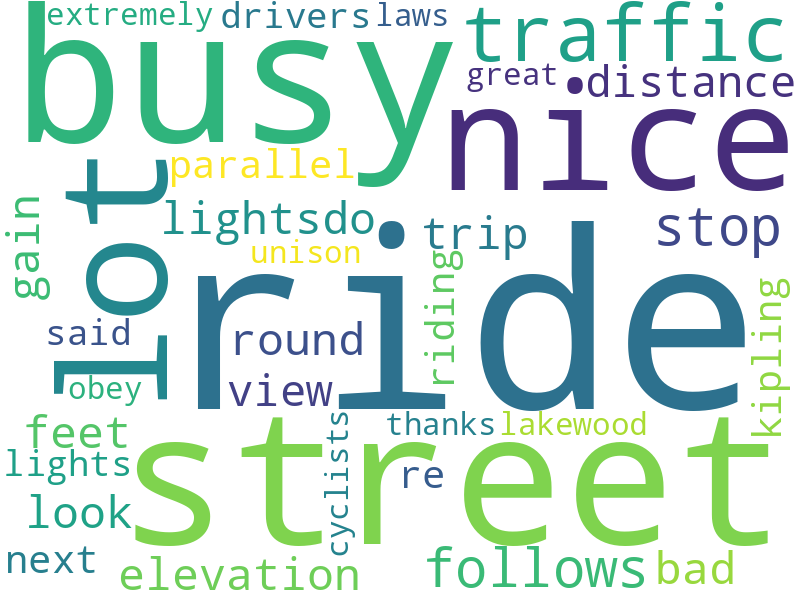 extremely drivers laws
busy traffic
great distance
nice
lot parallel
lightsdo trip stop
gain unison
ride
said round riding kipling
obey view
feet thanks lakewood
street
lights cyclists re
look
next elevation follows bad